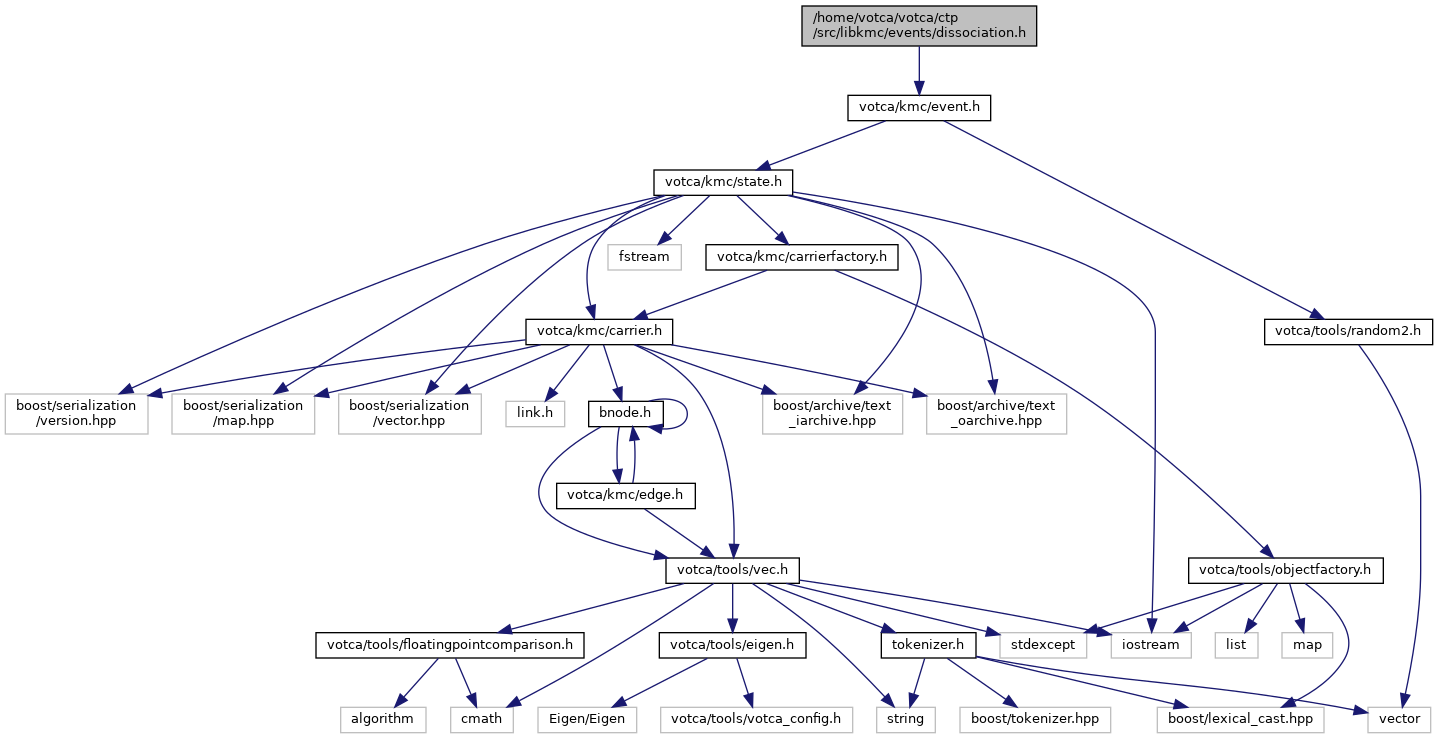 /home/votca/votca/ctp
/src/libkmc/events/dissociation.h
votca/kmc/event.h
votca/kmc/state.h
fstream
votca/kmc/carrierfactory.h
votca/kmc/carrier.h
votca/tools/random2.h
boost/serialization
/version.hpp
boost/serialization
/map.hpp
boost/serialization
/vector.hpp
link.h
bnode.h
boost/archive/text
_iarchive.hpp
boost/archive/text
_oarchive.hpp
votca/kmc/edge.h
votca/tools/vec.h
votca/tools/objectfactory.h
votca/tools/floatingpointcomparison.h
votca/tools/eigen.h
tokenizer.h
stdexcept
iostream
list
map
algorithm
cmath
Eigen/Eigen
votca/tools/votca_config.h
string
boost/tokenizer.hpp
boost/lexical_cast.hpp
vector